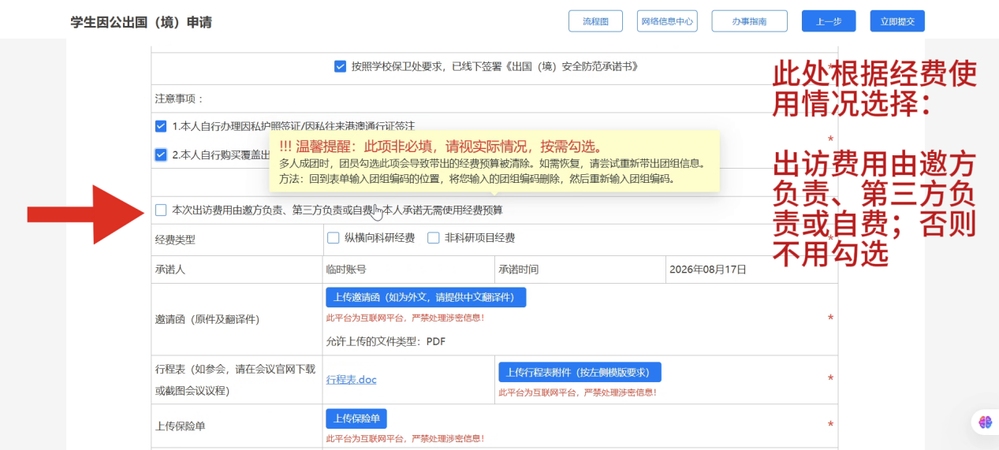 学生因公出国（境）申请
流程图
网络信息中心
办事指南
上一步
立即提交
按照学校保卫处要求，已线下签署《出国（境）安全防范承诺书》
*
注意事项：
1.本人自行办理因私护照签证/因私往来港澳通行证签注
*
2.本人自行购买覆盖出
!!! 温馨提醒：此项非必填，请视实际情况，按需勾选。
多人成团时，团员勾选此项会导致带出的经费预算被清除。如需恢复，请尝试重新带出团组信息。
方法：回到表单输入团组编码的位置，将您输入的团组编码删除，然后重新输入团组编码。
本次出访费用由邀方负责、第三方负责或自费，本人承诺无需使用经费预算
经费类型
纵横向科研经费
非科研项目经费
*
承诺人
临时账号
承诺时间
2026年08月17日
邀请函（原件及翻译件）
上传邀请函（如为外文，请提供中文翻译件）
此平台为互联网平台，严禁处理涉密信息！
允许上传的文件类型：PDF
*
行程表（如参会，请在会议官网下载
或截图会议议程）
行程表.doc
上传行程表附件（按左侧模版要求）
此平台为互联网平台，严禁处理涉密信息！
*
上传保险单
上传保险单
此平台为互联网平台，严禁处理涉密信息！
*
此处根据经费使
用情况选择：
出访费用由邀方
负责、第三方负
责或自费；否则
不用勾选